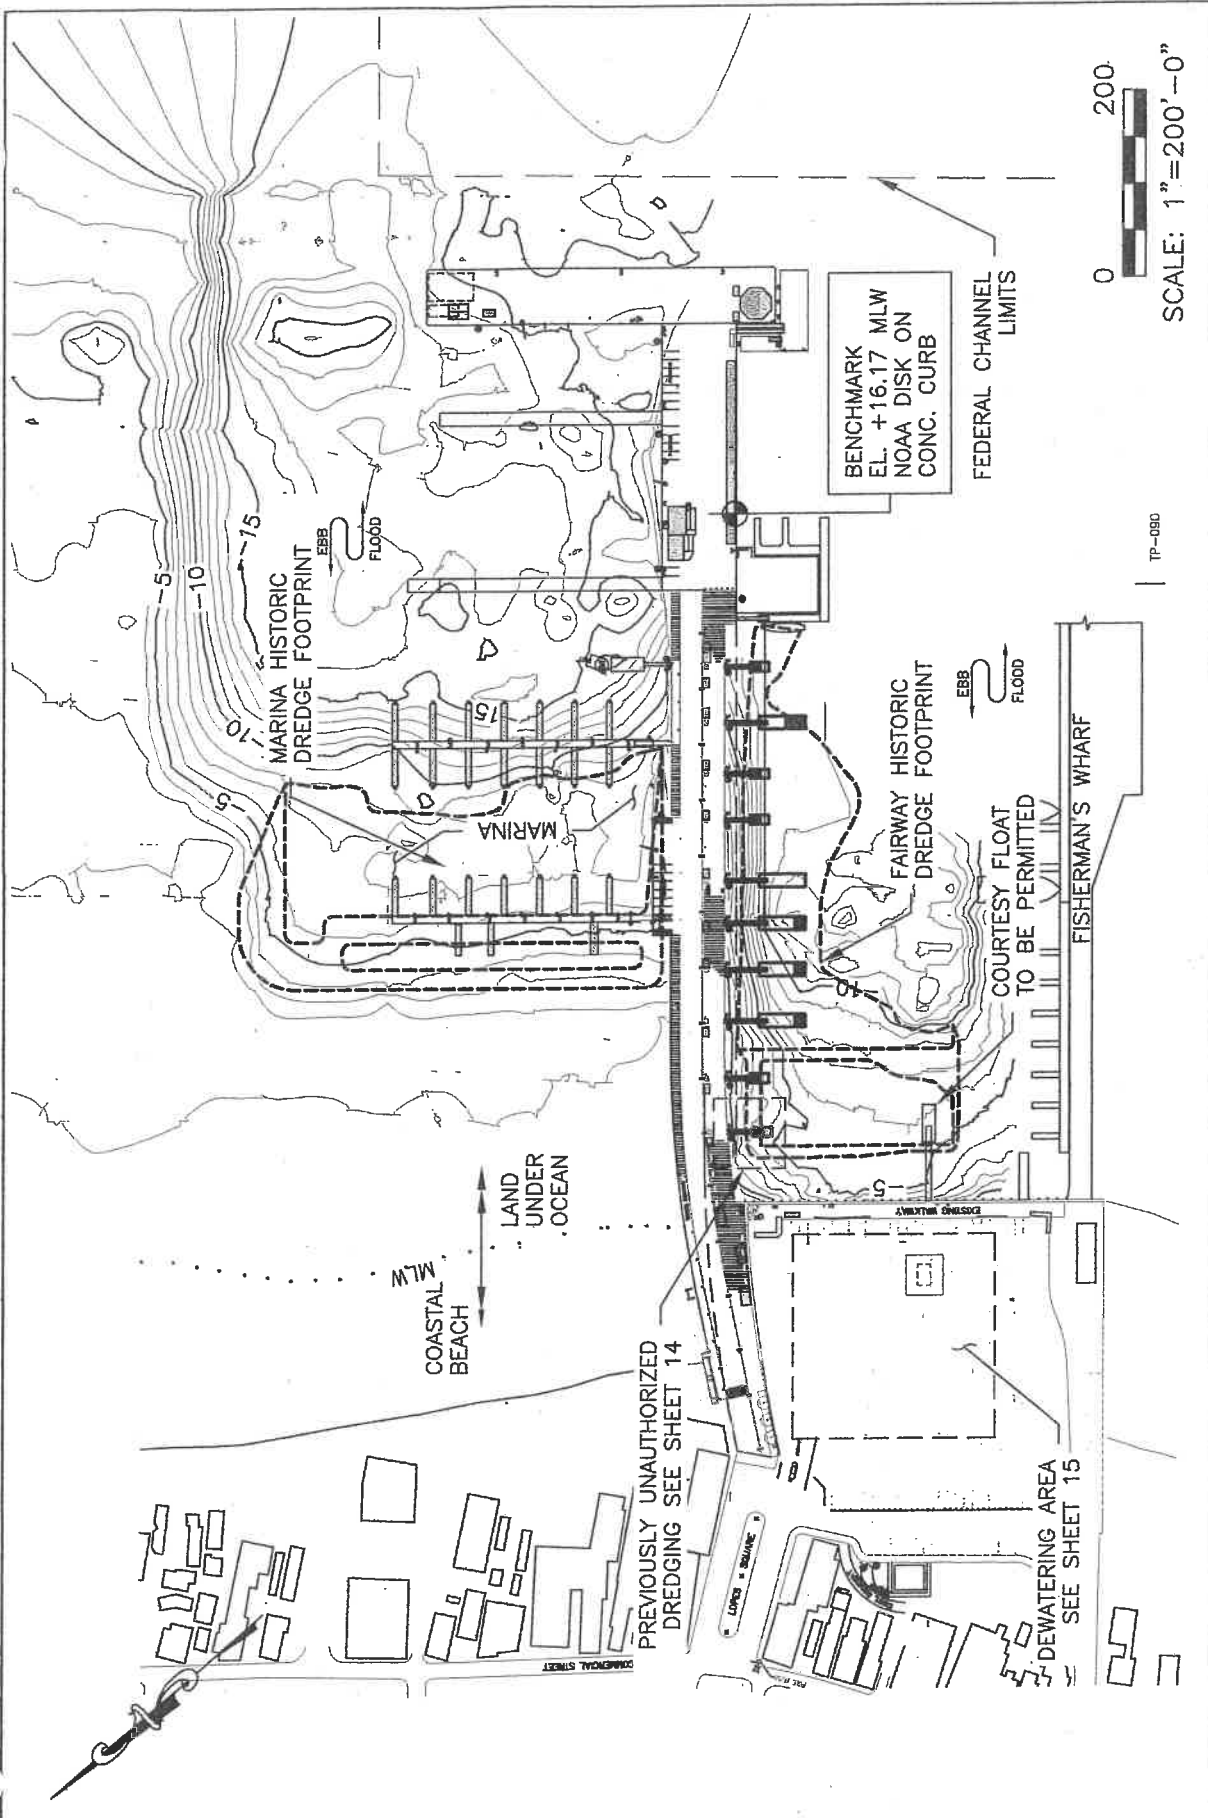 -5
-10
-15
MARINA HISTORIC
DREDGE FOOTPRINT
EBB
FLOOD
-10
-5
15
MARINA
LAND
UNDER
OCEAN
MLW
COASTAL
BEACH
BENCHMARK
EL. +16.17 MLW
NOAA DISK ON
CONC. CURB
FEDERAL CHANNEL
LIMITS
0 200
SCALE: 1"=200'-0"
TP-09D
FAIRWAY HISTORIC
DREDGE FOOTPRINT
EBB
FLOOD
COURTESY FLOAT
TO BE PERMITTED
FISHERMAN'S WHARF
-10
-5
EXISTING WALKWAY
PREVIOUSLY UNAUTHORIZED
DREDGING SEE SHEET 14
COMMERCIAL STREET
LOPES SQUARE
DEWATERING AREA
SEE SHEET 15